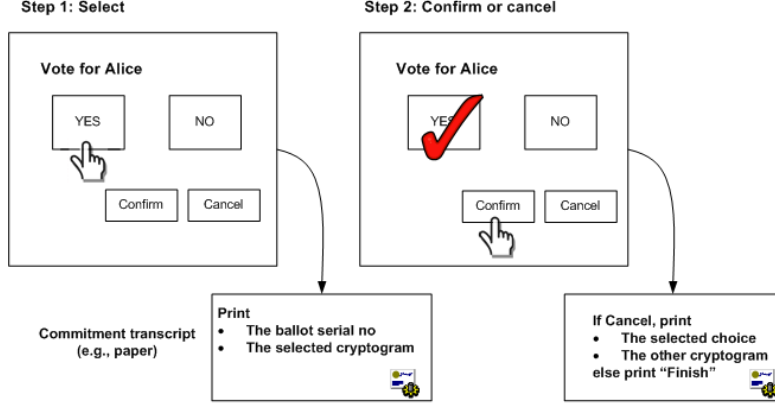 Step 1: Select
Step 2: Confirm or cancel
Vote for Alice
YES
NO
Confirm
Cancel
Vote for Alice
YES
NO
Confirm
Cancel
Commitment transcript
(e.g., paper)
Print
• The ballot serial no
• The selected cryptogram
If Cancel, print
• The selected choice
• The other cryptogram
else print “Finish”